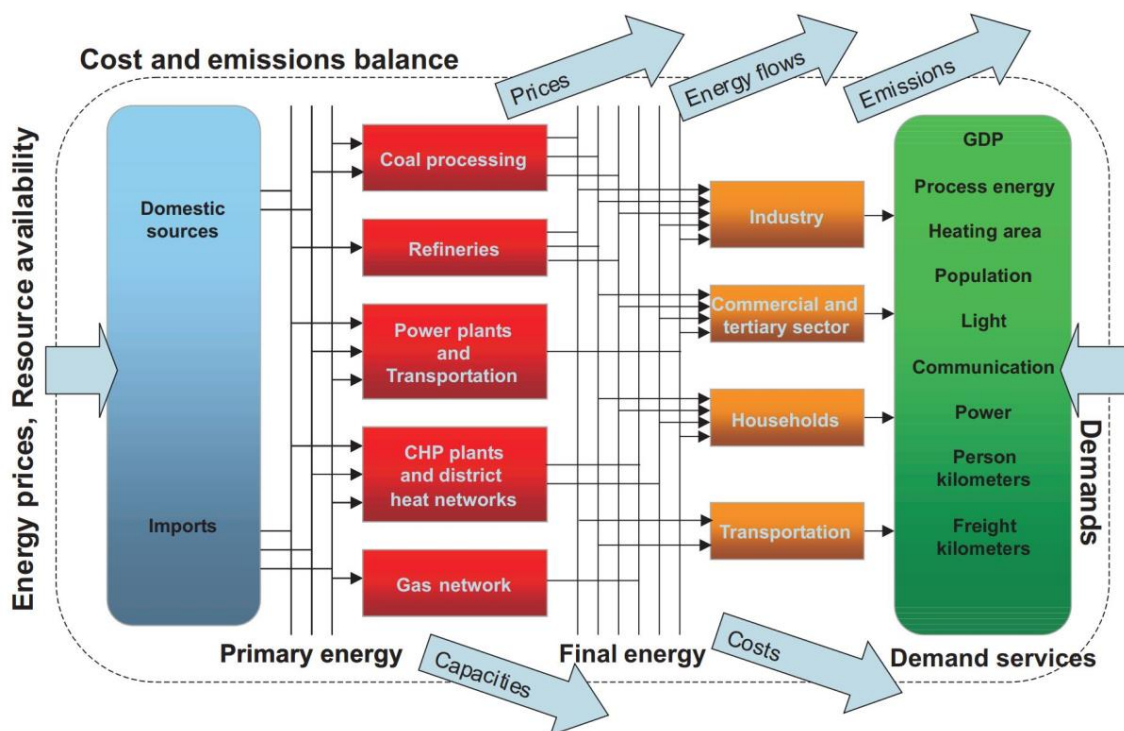 Cost and emissions balance
Prices
Energy flows
Emissions
Energy prices, Resource availability
Domestic
sources
Imports
Coal processing
Refineries
Power plants
and
Transportation
CHP plants
and district
heat networks
Gas network
Industry
Commercial and
tertiary sector
Households
Transportation
GDP
Process energy
Heating area
Population
Light
Communication
Power
Person
kilometers
Freight
kilometers
Demands
Primary energy
Capacities
Final energy
Costs
Demand services